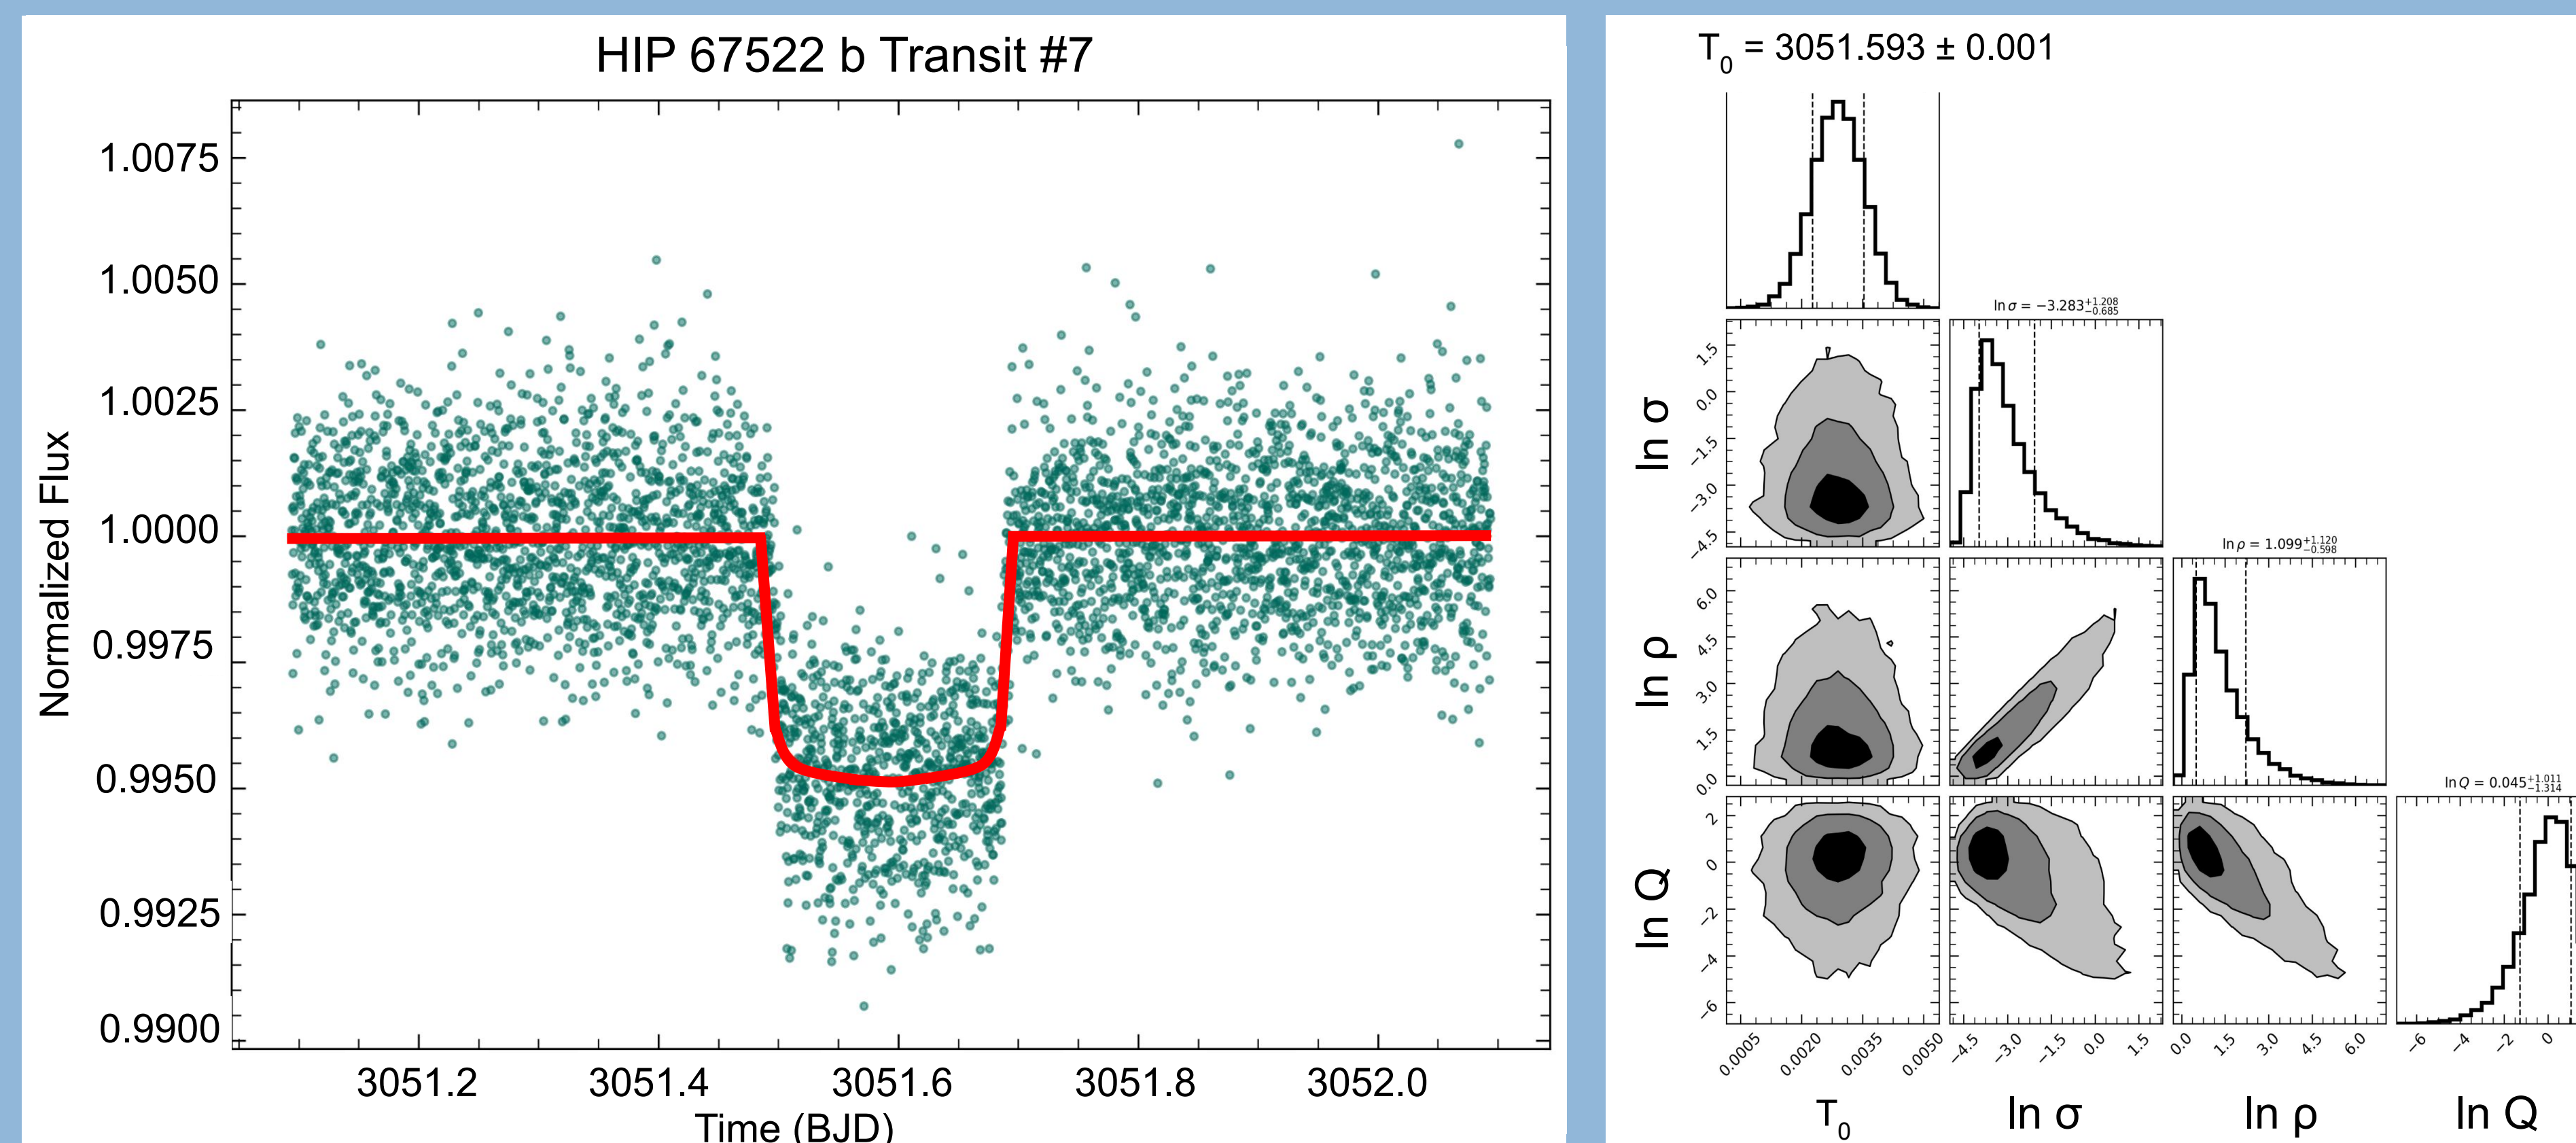 HIP 67522 b Transit #7
Normalized Flux
1.0075
1.0050
1.0025
1.0000
0.9975
0.9950
0.9925
0.9900
3051.2 3051.4 3051.6 3051.8 3052.0
Time (BJD)
T₀ = 3051.593 ± 0.001
ln σ = −3.283 +1.208 −0.685
ln σ
1.5
0.0
−1.5
−3.0
−4.5
ln ρ = 1.099 +1.120 −0.598
ln ρ
6.0
4.5
3.0
1.5
0.0
ln Q = 0.045 +1.011 −1.314
ln Q
2
0
−2
−4
−6
0.0005 0.0020 0.0035 0.0050 −4.5 −3.0 −1.5 0.0 1.5 0.0 1.5 3.0 4.5 6.0 −6 −4 −2 0
T₀ ln σ ln ρ ln Q